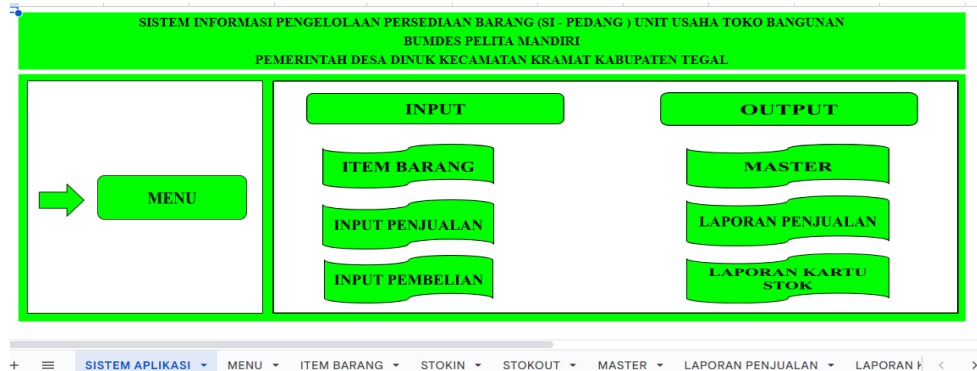 SISTEM INFORMASI PENGELOLAAN PERSEDIAAN BARANG (SI - PEDANG ) UNIT USAHA TOKO BANGUNAN
BUMDES PELITA MANDIRI
PEMERINTAH DESA DINUK KECAMATAN KRAMAT KABUPATEN TEGAL
MENU
INPUT
ITEM BARANG
INPUT PENJUALAN
INPUT PEMBELIAN
OUTPUT
MASTER
LAPORAN PENJUALAN
LAPORAN KARTU
STOK
SISTEM APLIKASI MENU ITEM BARANG STOKIN STOKOUT MASTER LAPORAN PENJUALAN LAPORAN